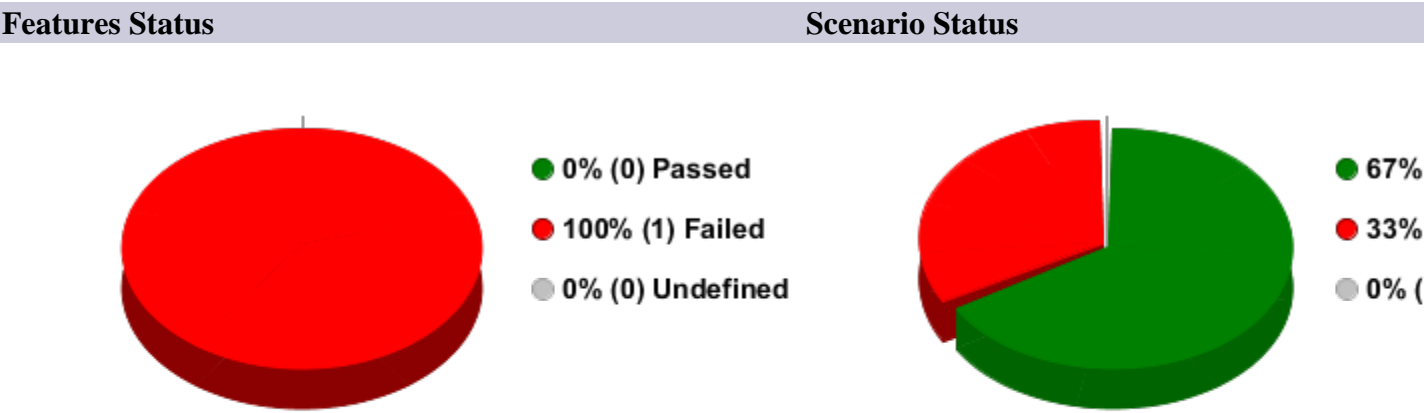 Features Status
Scenario Status
0% (0) Passed
100% (1) Failed
0% (0) Undefined
67%
33%
0% (